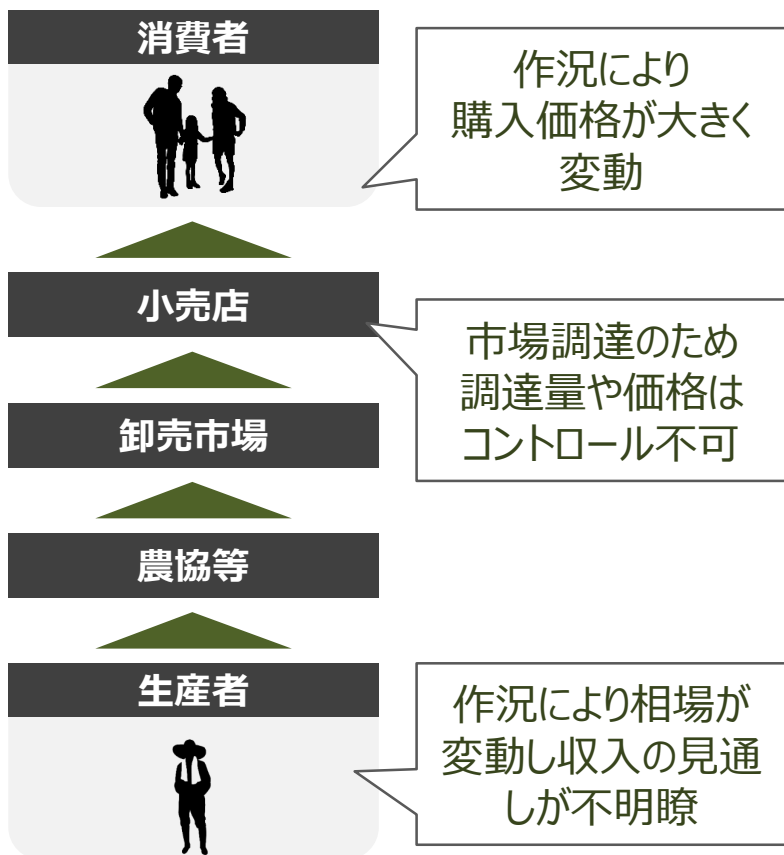 消費者
作況により
購入価格が大きく
変動
小売店
市場調達のため
調達量や価格は
コントロール不可
卸売市場
農協等
生産者
作況により相場が
変動し収入の見通
しが不明瞭